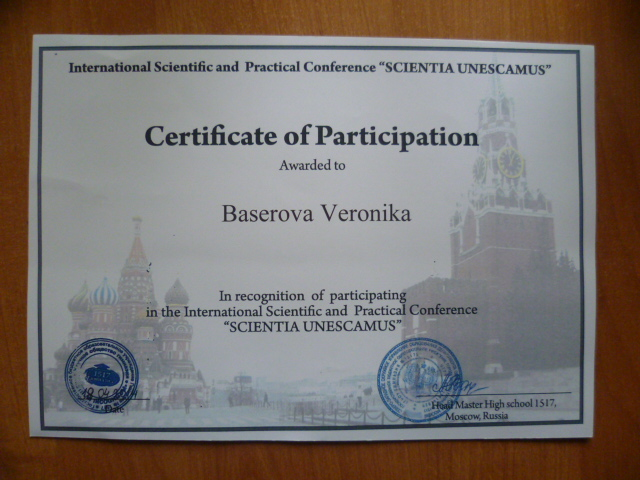 International Scientific and Practical Conference “SCIENTIA UNESCAMUS”
Certificate of Participation
Awarded to
Baserova Veronika
In recognition of participating
in the International Scientific and Practical Conference
“SCIENTIA UNESCAMUS”
Date
Head Master High school 1517,
Moscow, Russia